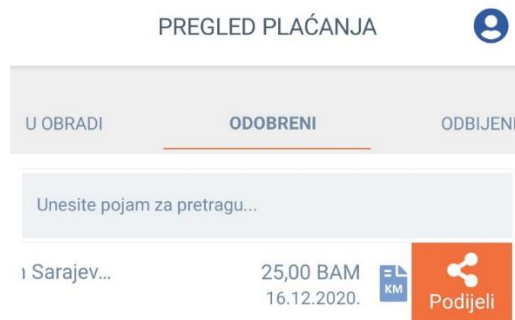 PREGLED PLAĆANJA
U OBRADI ODOBRENI ODBIJENI
Unesite pojam za pretragu...
Sarajev... 25,00 BAM
KM
16.12.2020.
Podijeli